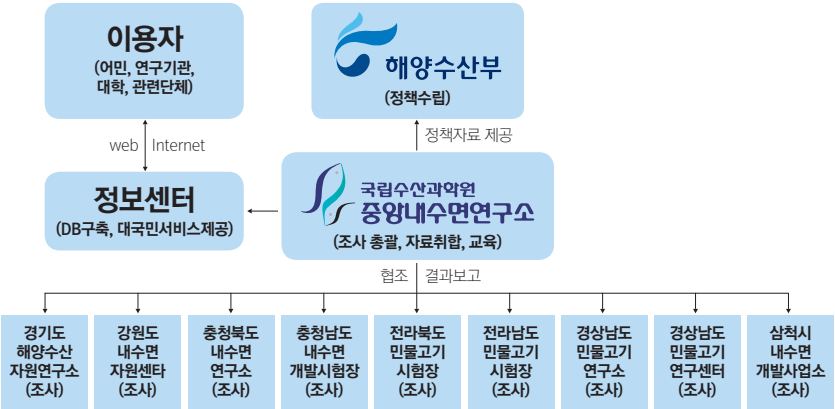 이용자
(어민, 연구기관,
대학, 관련단체)
해양수산부
(정책수립)
web Internet
정책자료 제공
정보센터
(DB구축, 대국민서비스제공)
국립수산과학원
중앙내수면연구소
(조사 총괄, 자료취합, 교육)
협조 결과보고
경기도
해양수산
자원연구소
(조사)
강원도
내수면
자원센타
(조사)
충청북도
내수면
연구소
(조사)
충청남도
내수면
개발시험장
(조사)
전라북도
민물고기
시험장
(조사)
전라남도
민물고기
시험장
(조사)
경상남도
민물고기
연구소
(조사)
경상남도
민물고기
연구센터
(조사)
삼척시
내수면
개발사업소
(조사)